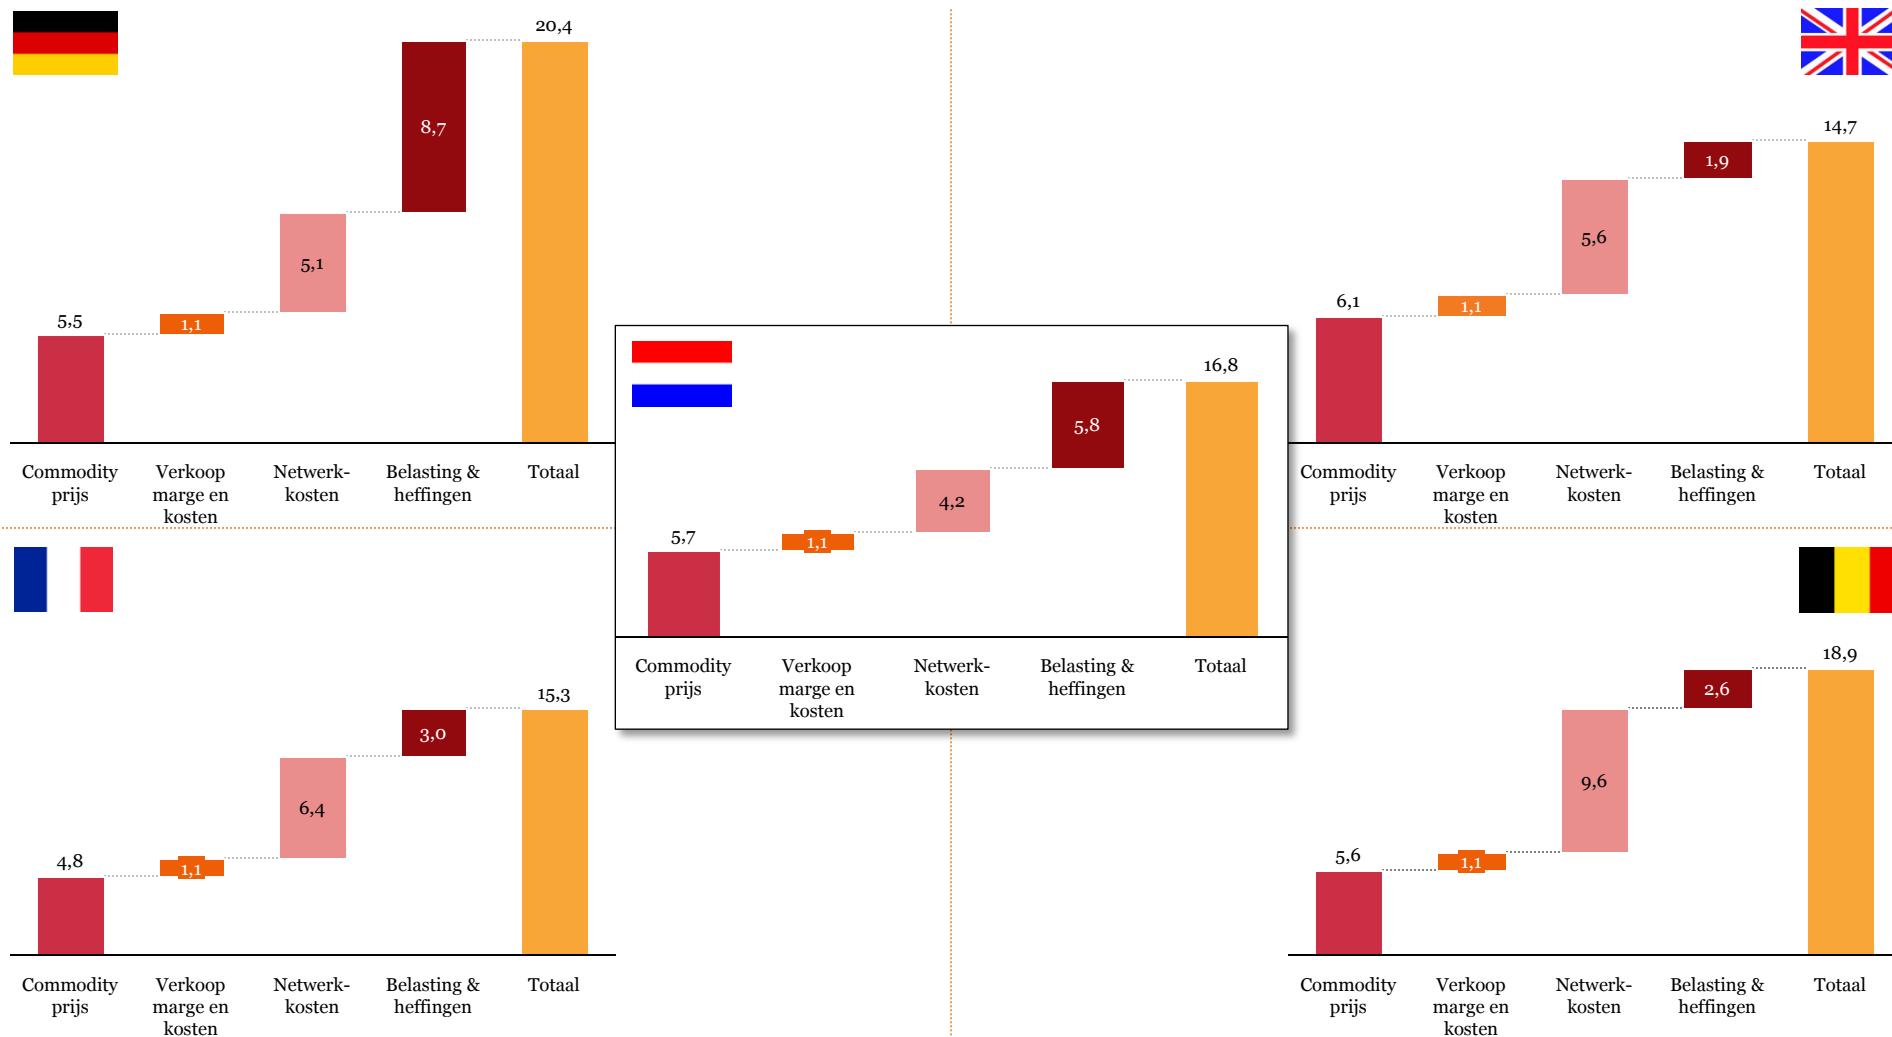 20,4
8,7
5,1
5,5
1,1
Commodity
prijs
Verkoop
marge en
kosten
Netwerk-
kosten
Belasting &
heffingen
Totaal
14,7
1,9
5,6
6,1
1,1
Commodity
prijs
Verkoop
marge en
kosten
Netwerk-
kosten
Belasting &
heffingen
Totaal
16,8
5,8
4,2
5,7
1,1
Commodity
prijs
Verkoop
marge en
kosten
Netwerk-
kosten
Belasting &
heffingen
Totaal
15,3
3,0
6,4
4,8
1,1
Commodity
prijs
Verkoop
marge en
kosten
Netwerk-
kosten
Belasting &
heffingen
Totaal
18,9
2,6
9,6
5,6
1,1
Commodity
prijs
Verkoop
marge en
kosten
Netwerk-
kosten
Belasting &
heffingen
Totaal